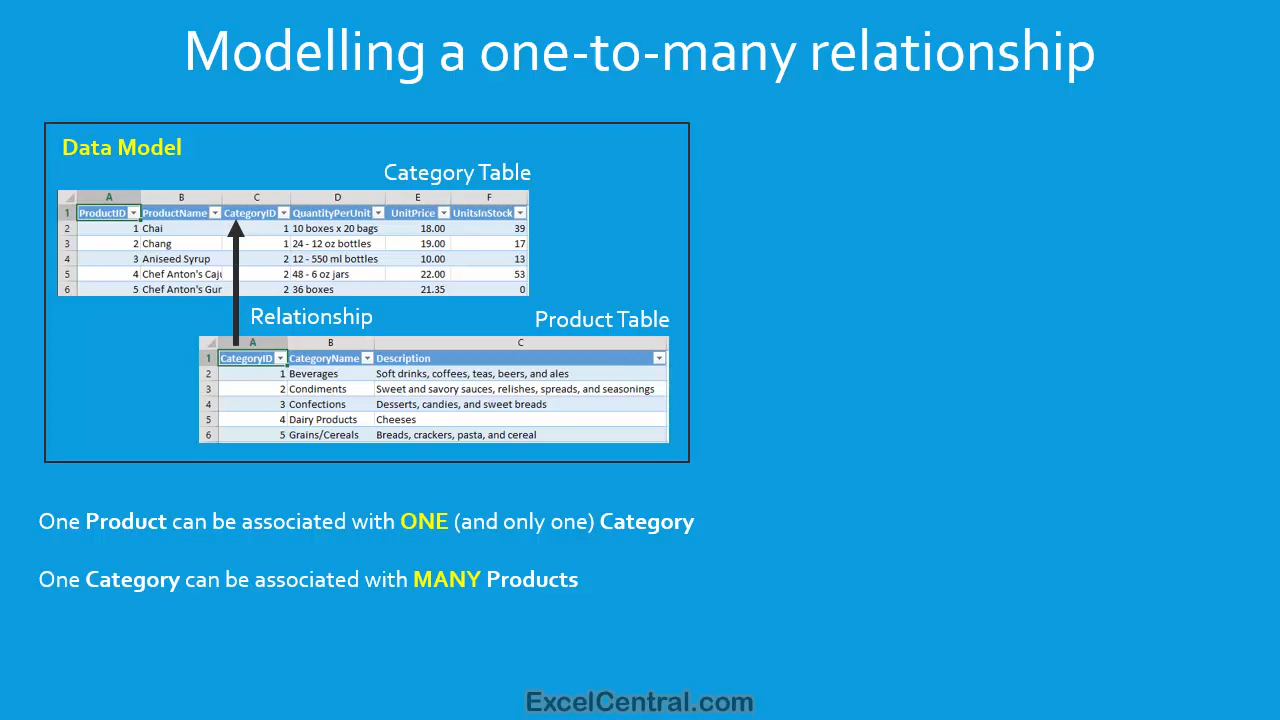 Modelling a one-to-many relationship
Data Model
Category Table
A B C D E F
1 ProductID ProductName CategoryID QuantityPerUnit UnitPrice UnitsInStock
2 1 Chai 1 10 boxes x 20 bags 18.00 39
3 2 Chang 1 24 - 12 oz bottles 19.00 17
4 3 Aniseed Syrup 2 12 - 550 ml bottles 10.00 13
5 4 Chef Anton's Caju 2 48 - 6 oz jars 22.00 53
6 5 Chef Anton's Gur 2 36 boxes 21.35 0
Relationship
Product Table
A B C
1 CategoryID CategoryName Description
2 1 Beverages Soft drinks, coffees, teas, beers, and ales
3 2 Condiments Sweet and savory sauces, relishes, spreads, and seasonings
4 3 Confections Desserts, candies, and sweet breads
5 4 Dairy Products Cheeses
6 5 Grains/Cereals Breads, crackers, pasta, and cereal
One Product can be associated with ONE (and only one) Category
One Category can be associated with MANY Products
ExcelCentral.com